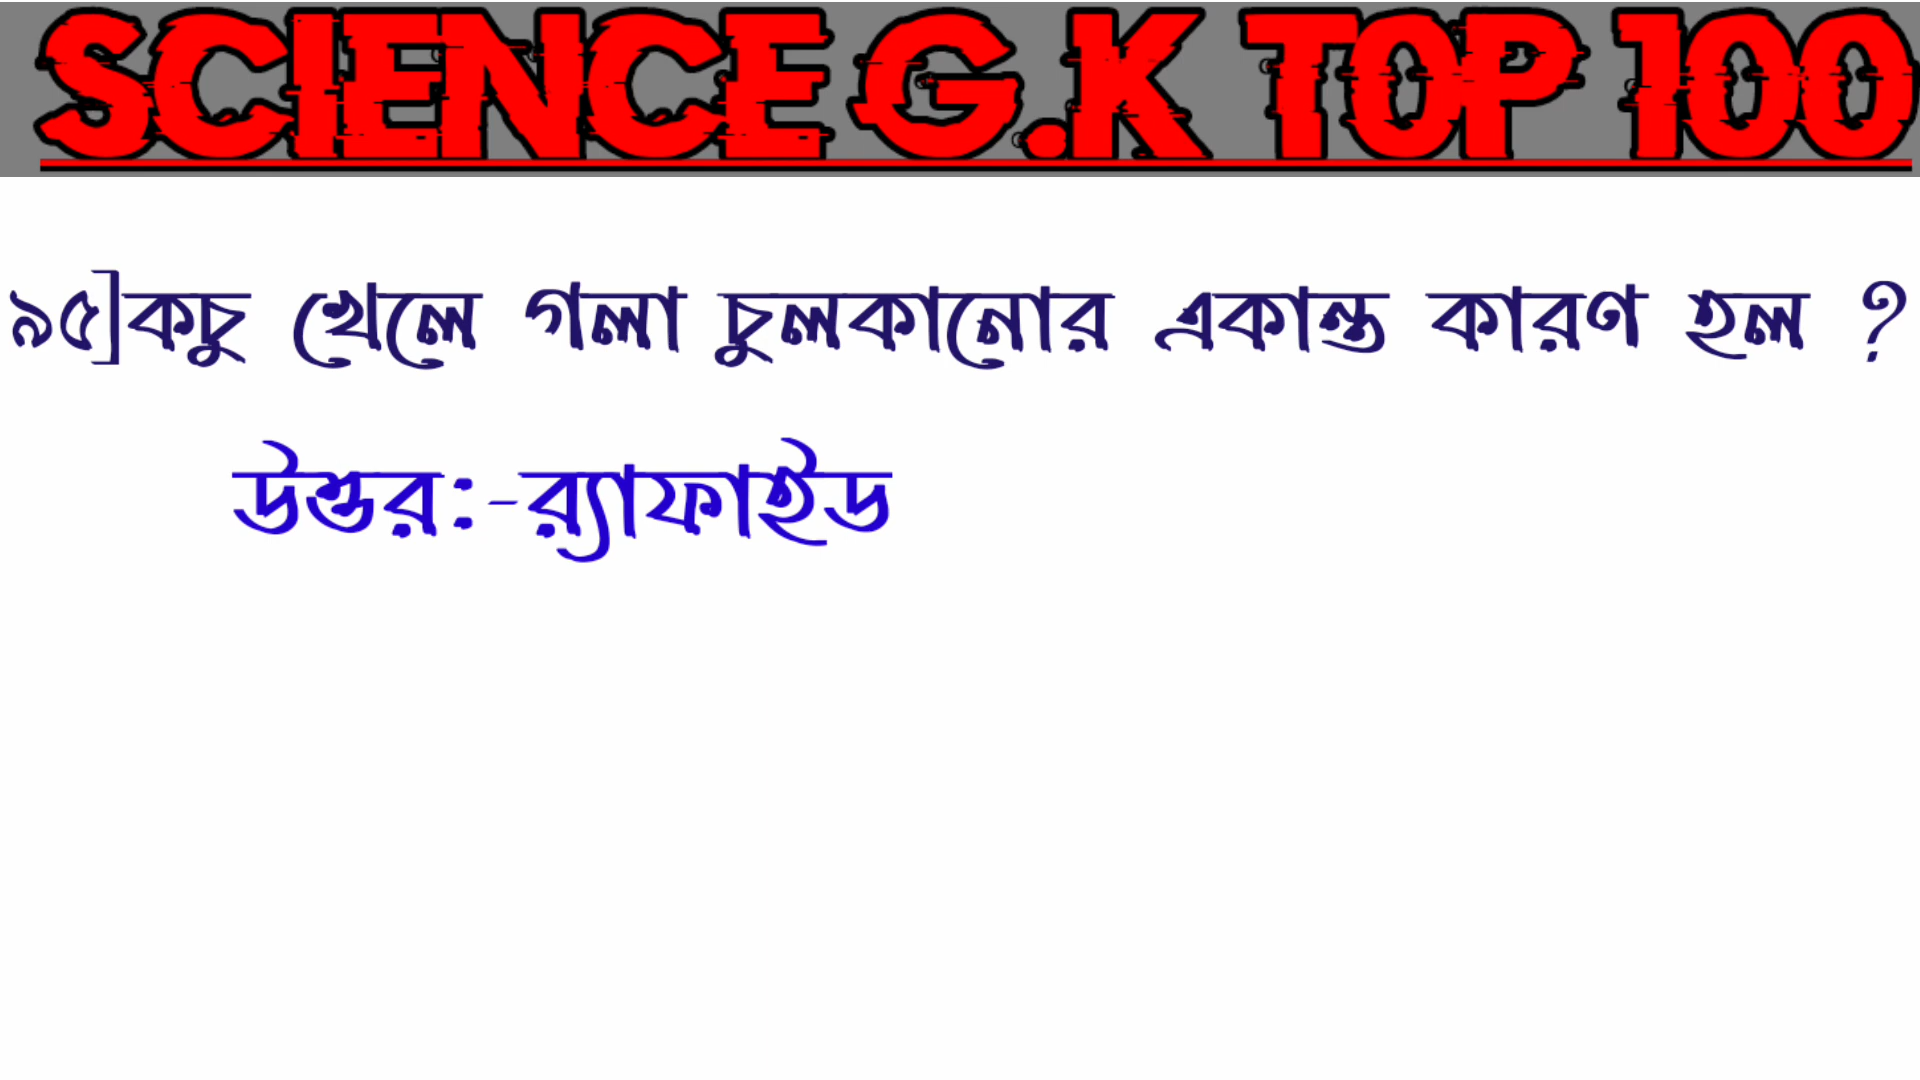 SCIENCE G.K TOP 100
৯৫]কচু খেলে গলা চুলকানোর একান্ত কারণ হল ?
উত্তর:-র‍্যাফাইড